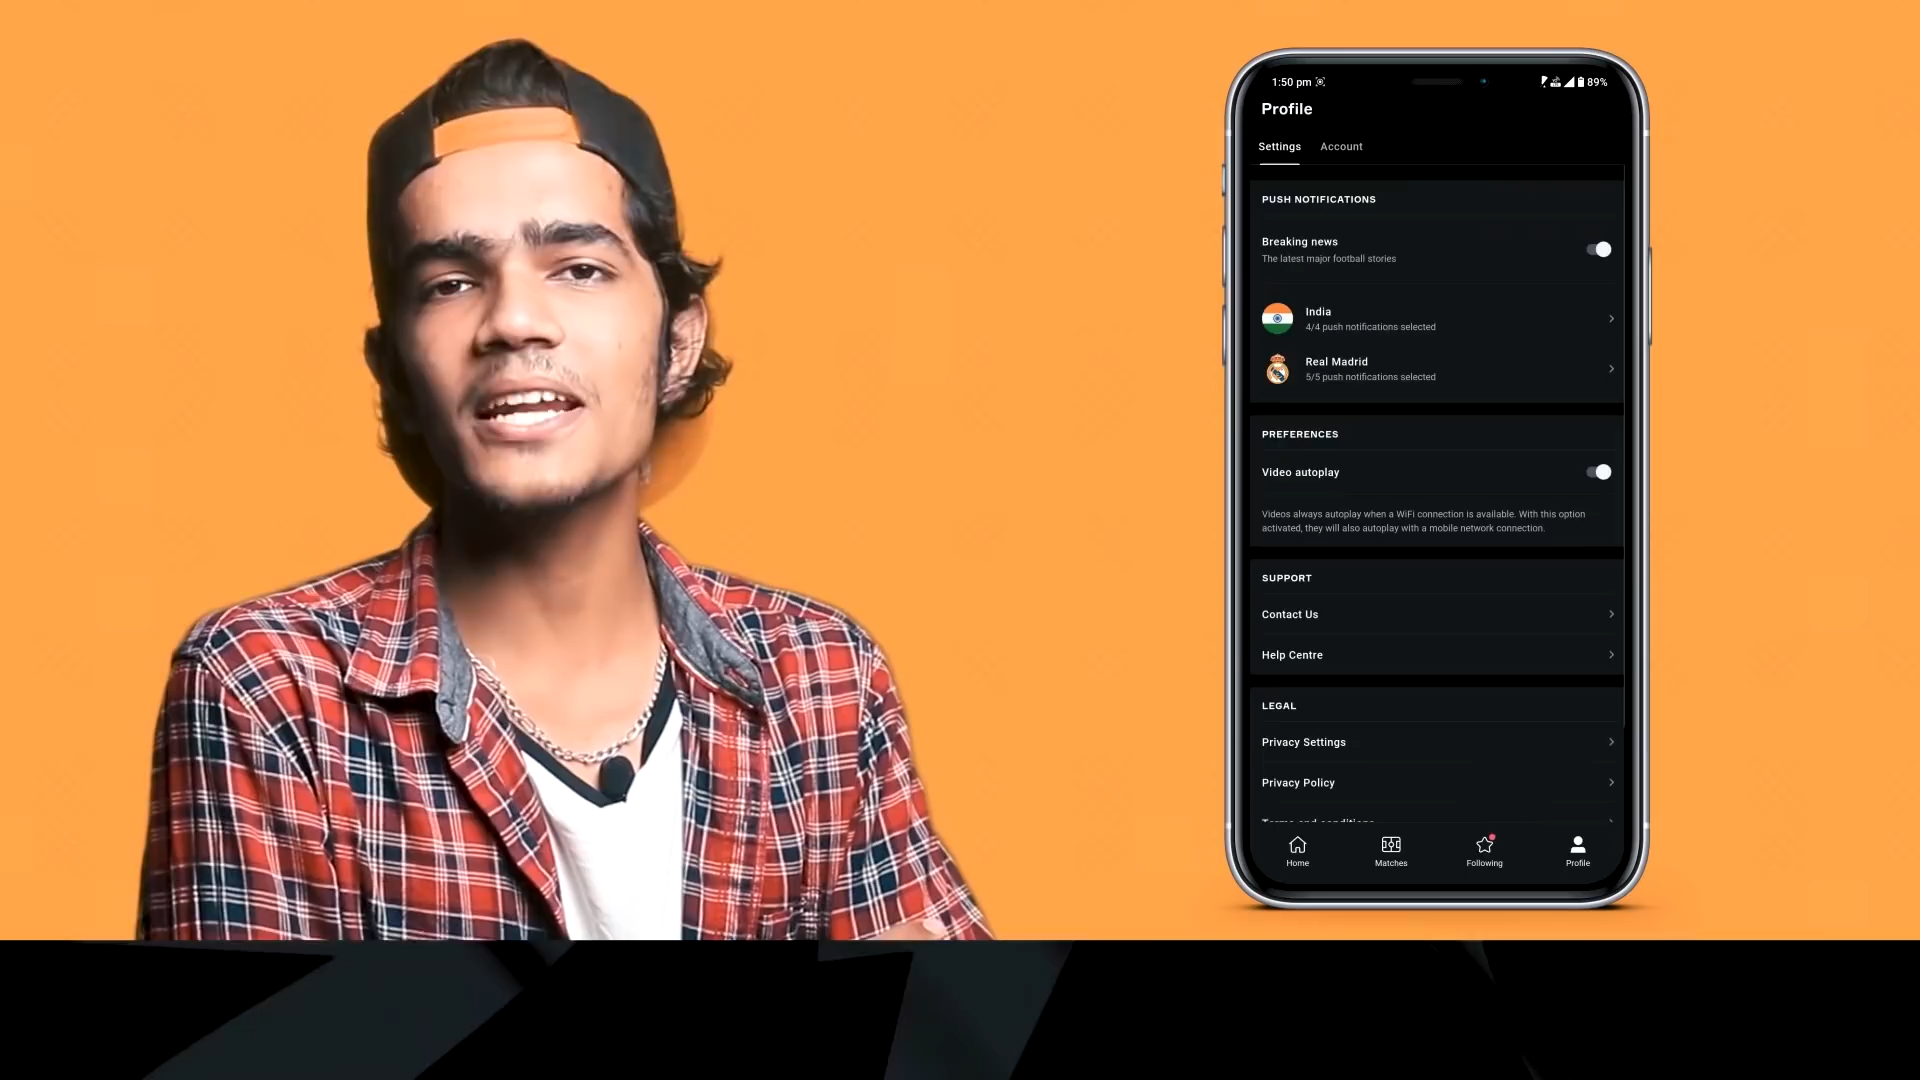 1:50 pm
89%
Profile
Settings
Account
PUSH NOTIFICATIONS
Breaking news
The latest major football stories
India
4/4 push notifications selected
Real Madrid
5/5 push notifications selected
PREFERENCES
Video autoplay
Videos always autoplay when a WiFi connection is available. With this option
activated, they will also autoplay with a mobile network connection.
SUPPORT
Contact Us
Help Centre
LEGAL
Privacy Settings
Privacy Policy
Terms and conditions
Home
Matches
Following
Profile